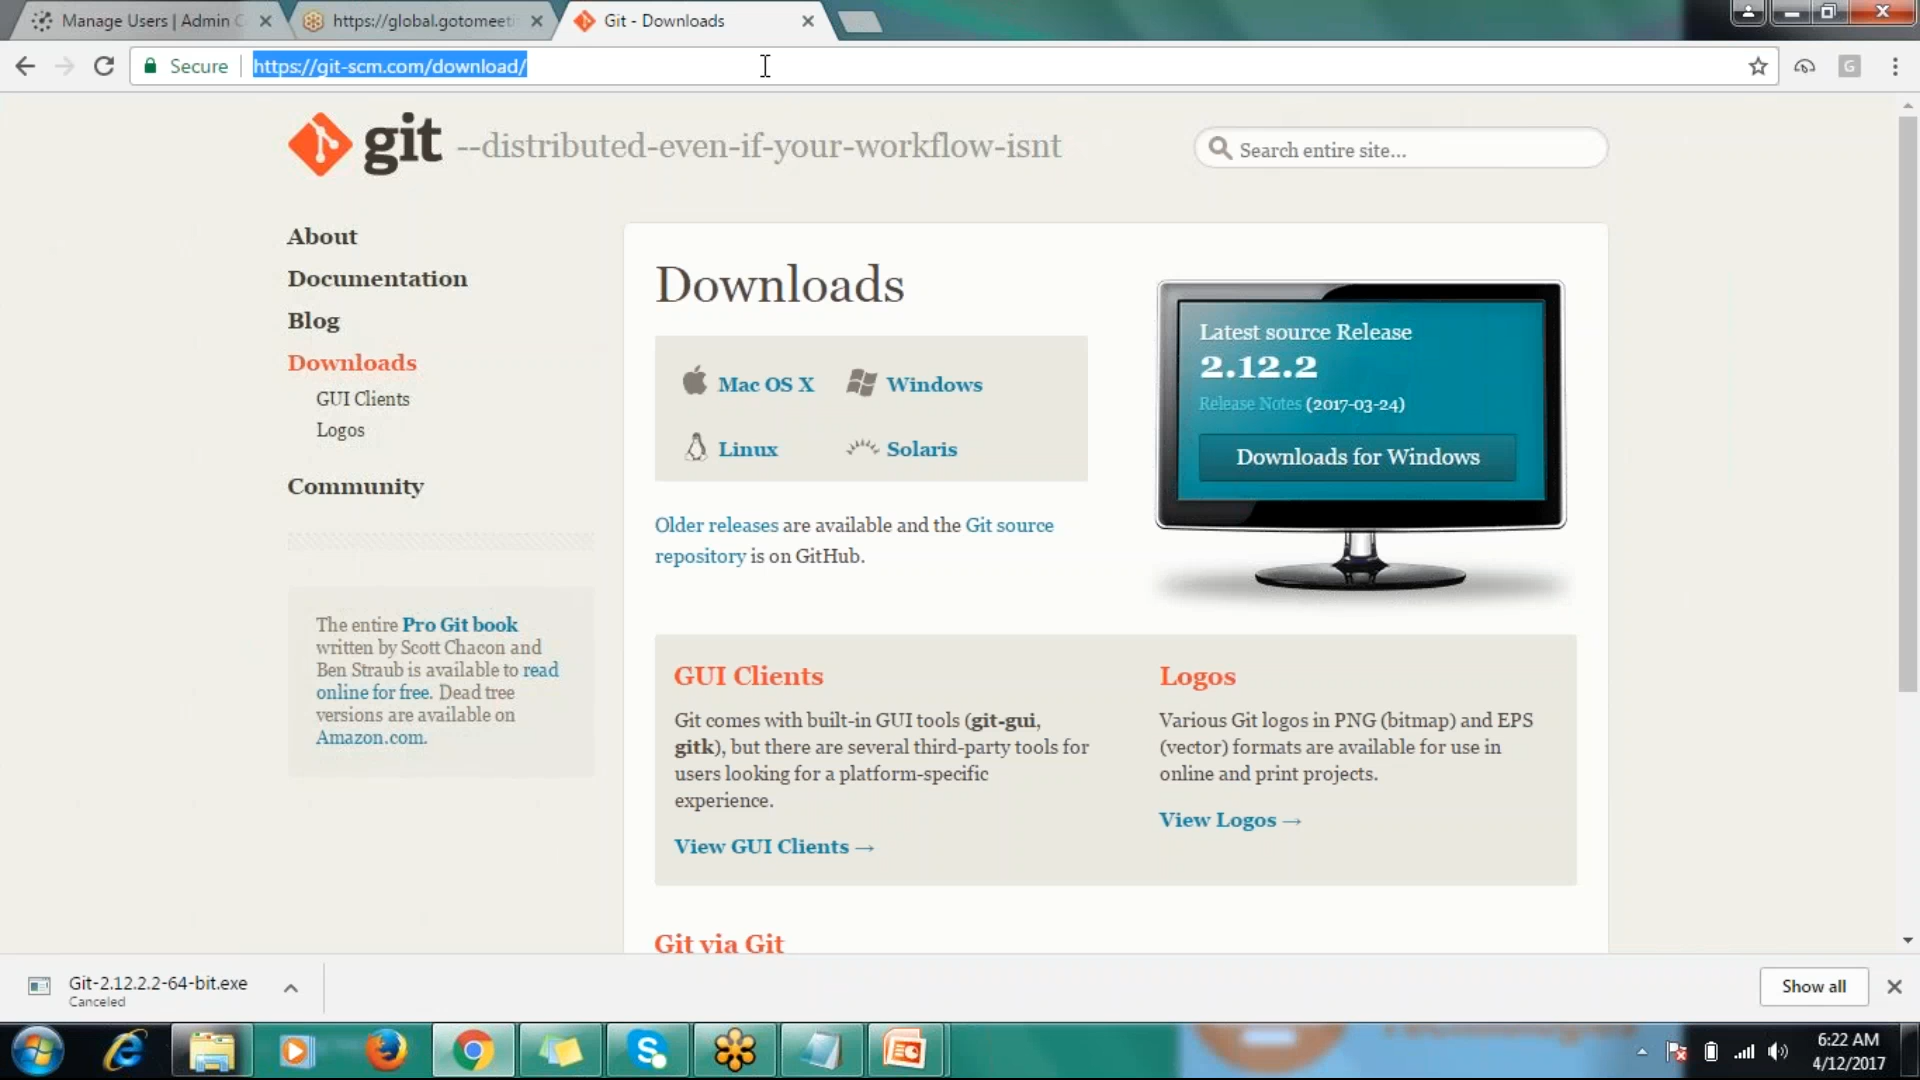 Manage Users | Admin C
https://global.gotomeeti
Git - Downloads
Secure
https://git-scm.com/download/
G
git --distributed-even-if-your-workflow-isnt
Search entire site...
About
Documentation
Blog
Downloads
GUI Clients
Logos
Community
The entire Pro Git book
written by Scott Chacon and
Ben Straub is available to read
online for free. Dead tree
versions are available on
Amazon.com.
Downloads
Mac OS X
Windows
Linux
Solaris
Older releases are available and the Git source
repository is on GitHub.
Latest source Release
2.12.2
Release Notes (2017-03-24)
Downloads for Windows
GUI Clients
Git comes with built-in GUI tools (git-gui,
gitk), but there are several third-party tools for
users looking for a platform-specific
experience.
View GUI Clients →
Logos
Various Git logos in PNG (bitmap) and EPS
(vector) formats are available for use in
online and print projects.
View Logos →
Git via Git
Git-2.12.2.2-64-bit.exe
Canceled
Show all
6:22 AM
4/12/2017